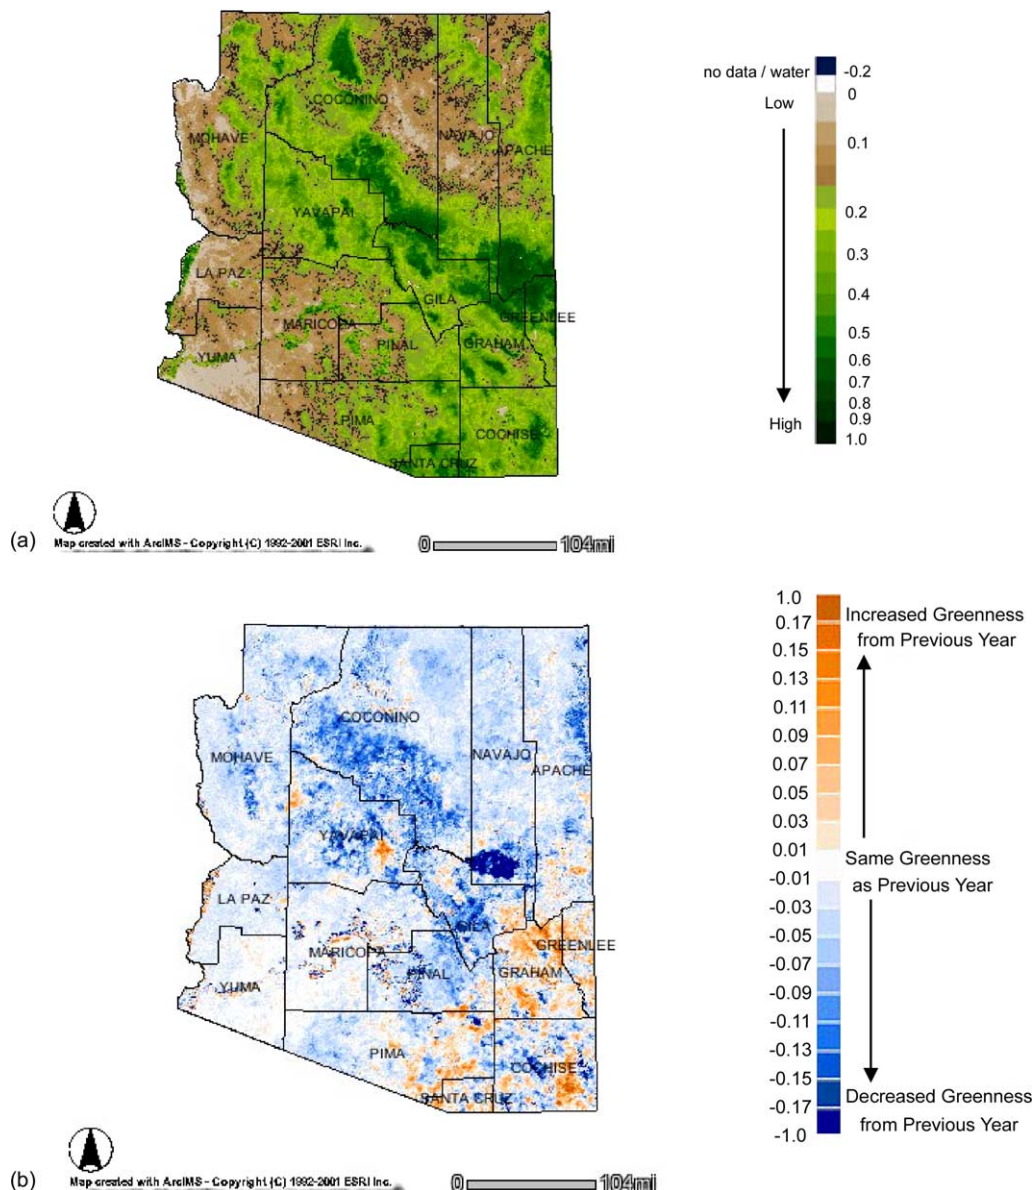 no data / water
-0.2
0
Low
0.1
0.2
0.3
0.4
0.5
0.6
0.7
0.8
0.9
High
1.0
COCONINO
MOHAVE
NAVAJO
APACHE
YAVAPAI
LA PAZ
GILA
MARICOPA
GREENLEE
PINAL
GRAHAM
YUMA
PIMA
COCHISE
SANTA CRUZ
(a)
Map created with ArcIMS - Copyright (C) 1992-2001 ESRI Inc.
0
104mi
1.0
0.17
0.15
0.13
0.11
0.09
0.07
0.05
0.03
0.01
-0.01
-0.03
-0.05
-0.07
-0.09
-0.11
-0.13
-0.15
-0.17
-1.0
Increased Greenness
from Previous Year
Same Greenness
as Previous Year
Decreased Greenness
from Previous Year
COCONINO
MOHAVE
NAVAJO
APACHE
YAVAPAI
LA PAZ
GILA
MARICOPA
GREENLEE
PINAL
GRAHAM
YUMA
PIMA
COCHISE
SANTA CRUZ
(b)
Map created with ArcIMS - Copyright (C) 1992-2001 ESRI Inc.
0
104mi